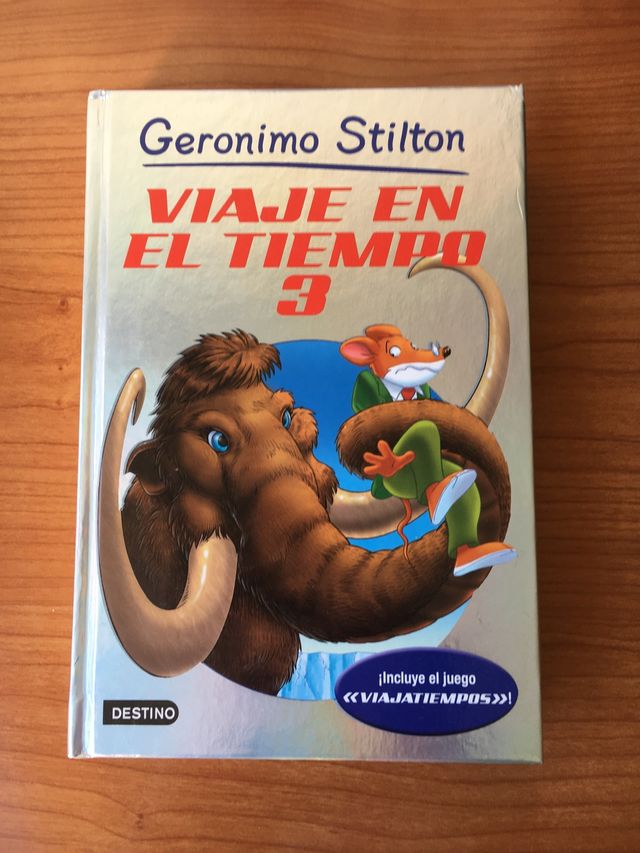 Geronimo Stilton
VIAJE EN
EL TIEMPO
3
¡Incluye el juego
«VIAJATIEMPOS»!
DESTINO